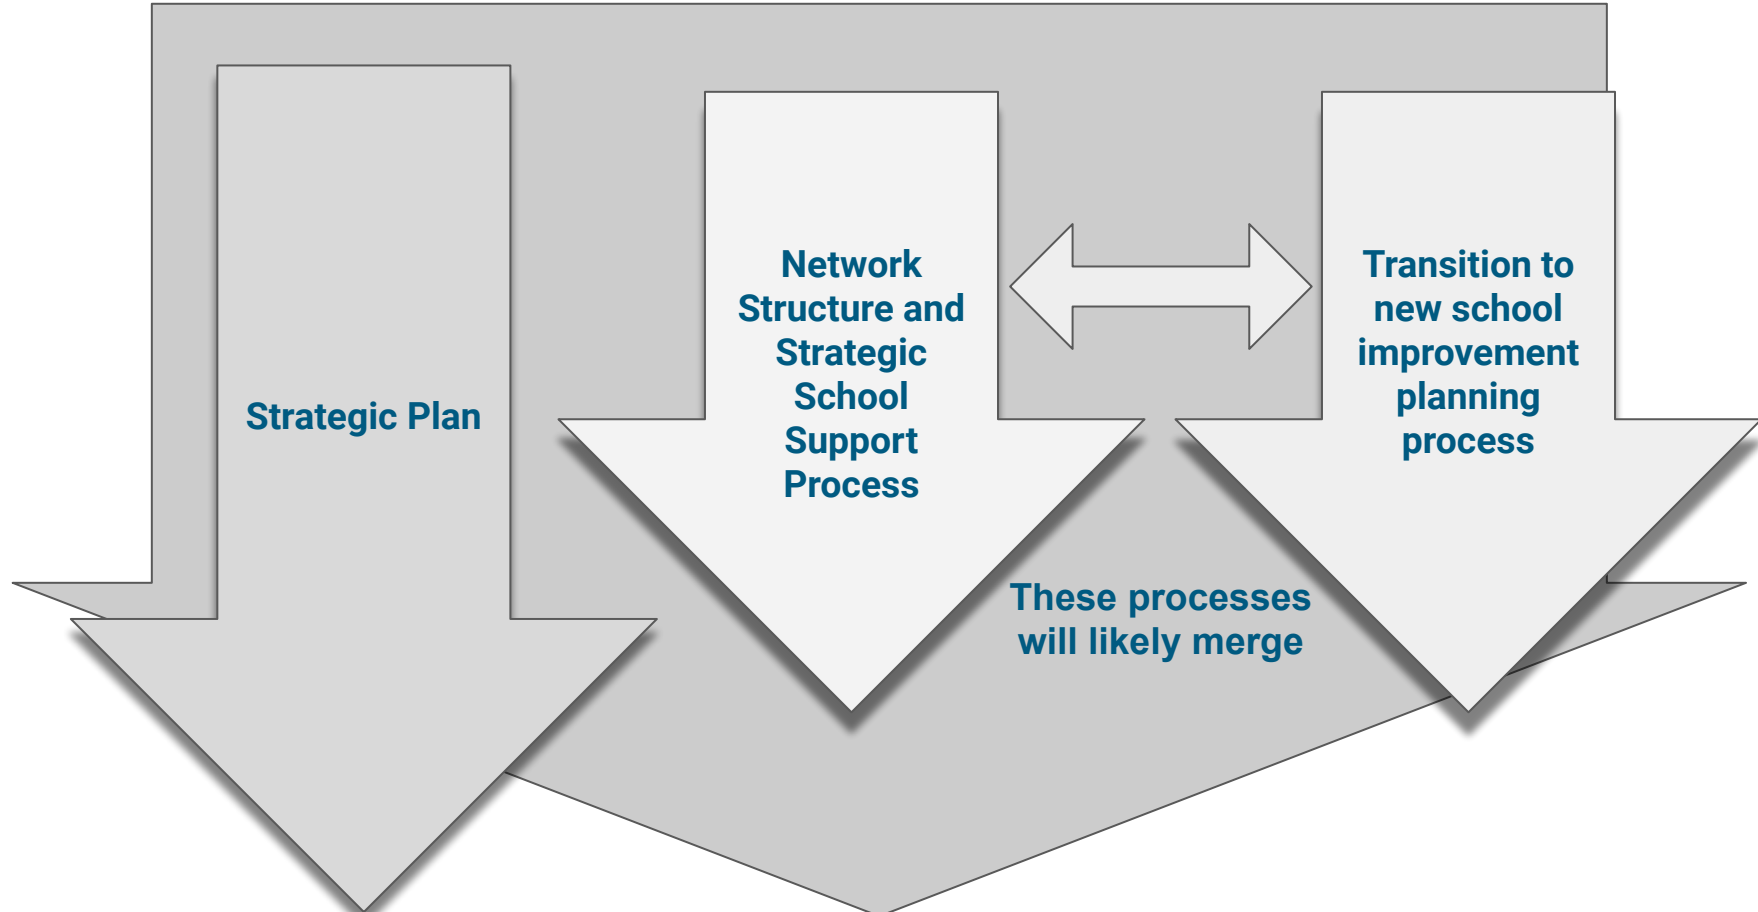 Strategic Plan
Network
Structure and
Strategic
School
Support
Process
Transition to
new school
improvement
planning
process
These processes
will likely merge